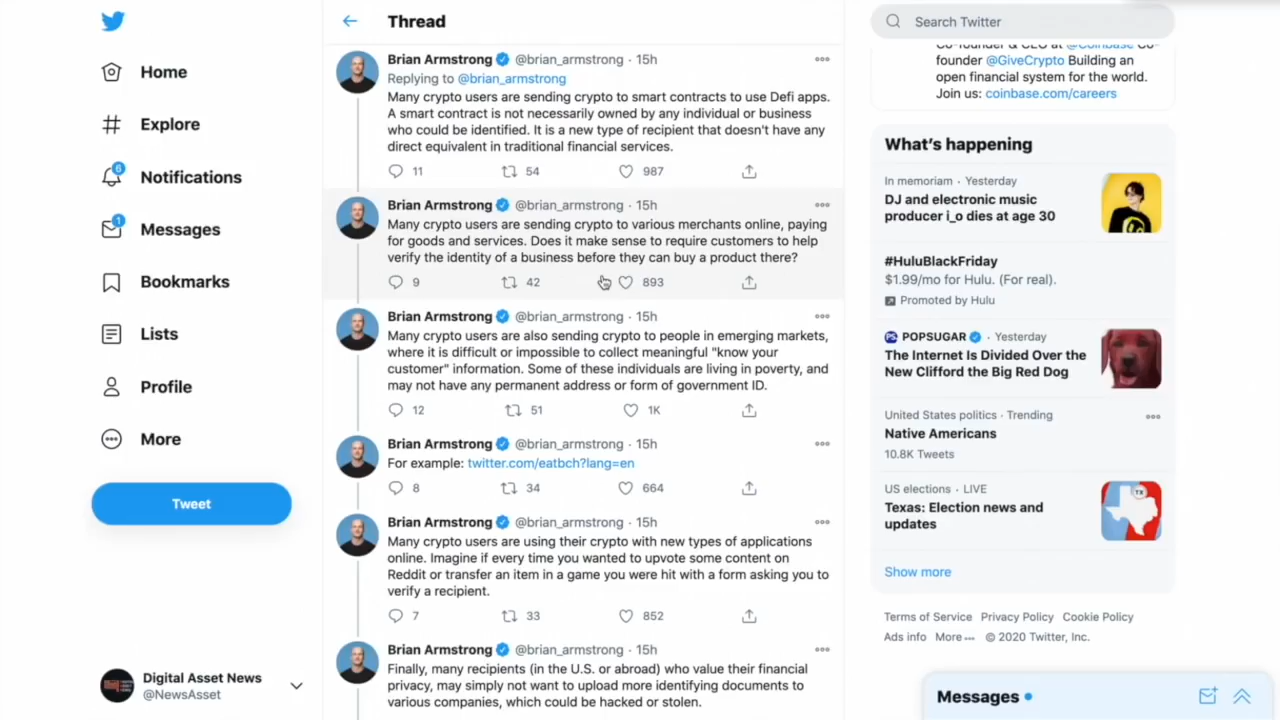 Home
Explore
6
Notifications
1
Messages
Bookmarks
Lists
Profile
More
Tweet
Digital Asset News
@NewsAsset
Thread
Brian Armstrong @brian_armstrong · 15h
Replying to @brian_armstrong
Many crypto users are sending crypto to smart contracts to use Defi apps.
A smart contract is not necessarily owned by any individual or business
who could be identified. It is a new type of recipient that doesn't have any
direct equivalent in traditional financial services.
11 54 987
Brian Armstrong @brian_armstrong · 15h
Many crypto users are sending crypto to various merchants online, paying
for goods and services. Does it make sense to require customers to help
verify the identity of a business before they can buy a product there?
9 42 893
Brian Armstrong @brian_armstrong · 15h
Many crypto users are also sending crypto to people in emerging markets,
where it is difficult or impossible to collect meaningful "know your
customer" information. Some of these individuals are living in poverty, and
may not have any permanent address or form of government ID.
12 51 1K
Brian Armstrong @brian_armstrong · 15h
For example: twitter.com/eatbch?lang=en
8 34 664
Brian Armstrong @brian_armstrong · 15h
Many crypto users are using their crypto with new types of applications
online. Imagine if every time you wanted to upvote some content on
Reddit or transfer an item in a game you were hit with a form asking you to
verify a recipient.
7 33 852
Brian Armstrong @brian_armstrong · 15h
Finally, many recipients (in the U.S. or abroad) who value their financial
privacy, may simply not want to upload more identifying documents to
various companies, which could be hacked or stolen.
Search Twitter
Co-founder & CEO at @Coinbase Co-
founder @GiveCrypto Building an
open financial system for the world.
Join us: coinbase.com/careers
What's happening
In memoriam · Yesterday
DJ and electronic music
producer i_o dies at age 30
#HuluBlackFriday
$1.99/mo for Hulu. (For real).
Promoted by Hulu
POPSUGAR · Yesterday
The Internet Is Divided Over the
New Clifford the Big Red Dog
United States politics · Trending
Native Americans
10.8K Tweets
US elections · LIVE
Texas: Election news and
updates
TX
Show more
Terms of Service Privacy Policy Cookie Policy
Ads info More © 2020 Twitter, Inc.
Messages